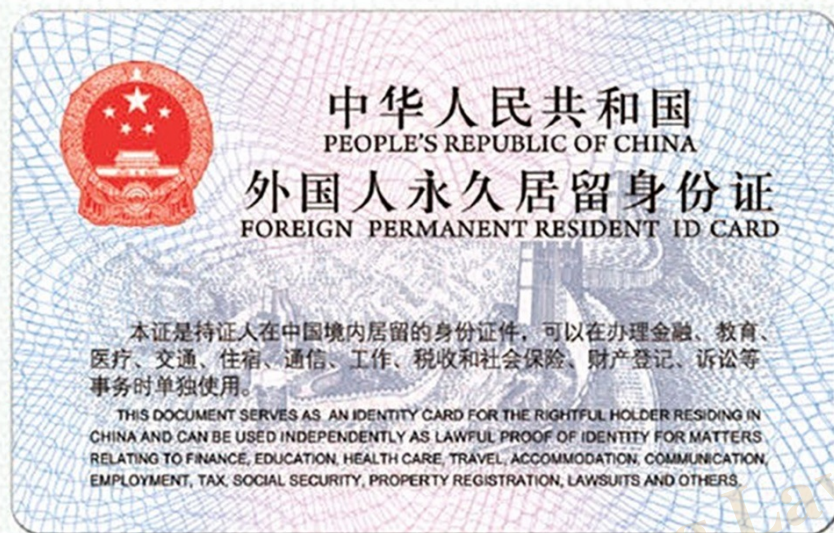 中华人民共和国
PEOPLE'S REPUBLIC OF CHINA
外国人永久居留身份证
FOREIGN PERMANENT RESIDENT ID CARD
本证是持证人在中国境内居留的身份证件，可以在办理金融、教育、
医疗、交通、住宿、通信、工作、税收和社会保险、财产登记、诉讼等
事务时单独使用。
THIS DOCUMENT SERVES AS AN IDENTITY CARD FOR THE RIGHTFUL HOLDER RESIDING IN
CHINA AND CAN BE USED INDEPENDENTLY AS LAWFUL PROOF OF IDENTITY FOR MATTERS
RELATING TO FINANCE, EDUCATION, HEALTH CARE, TRAVEL, ACCOMMODATION, COMMUNICATION,
EMPLOYMENT, TAX, SOCIAL SECURITY, PROPERTY REGISTRATION, LAWSUITS AND OTHERS.